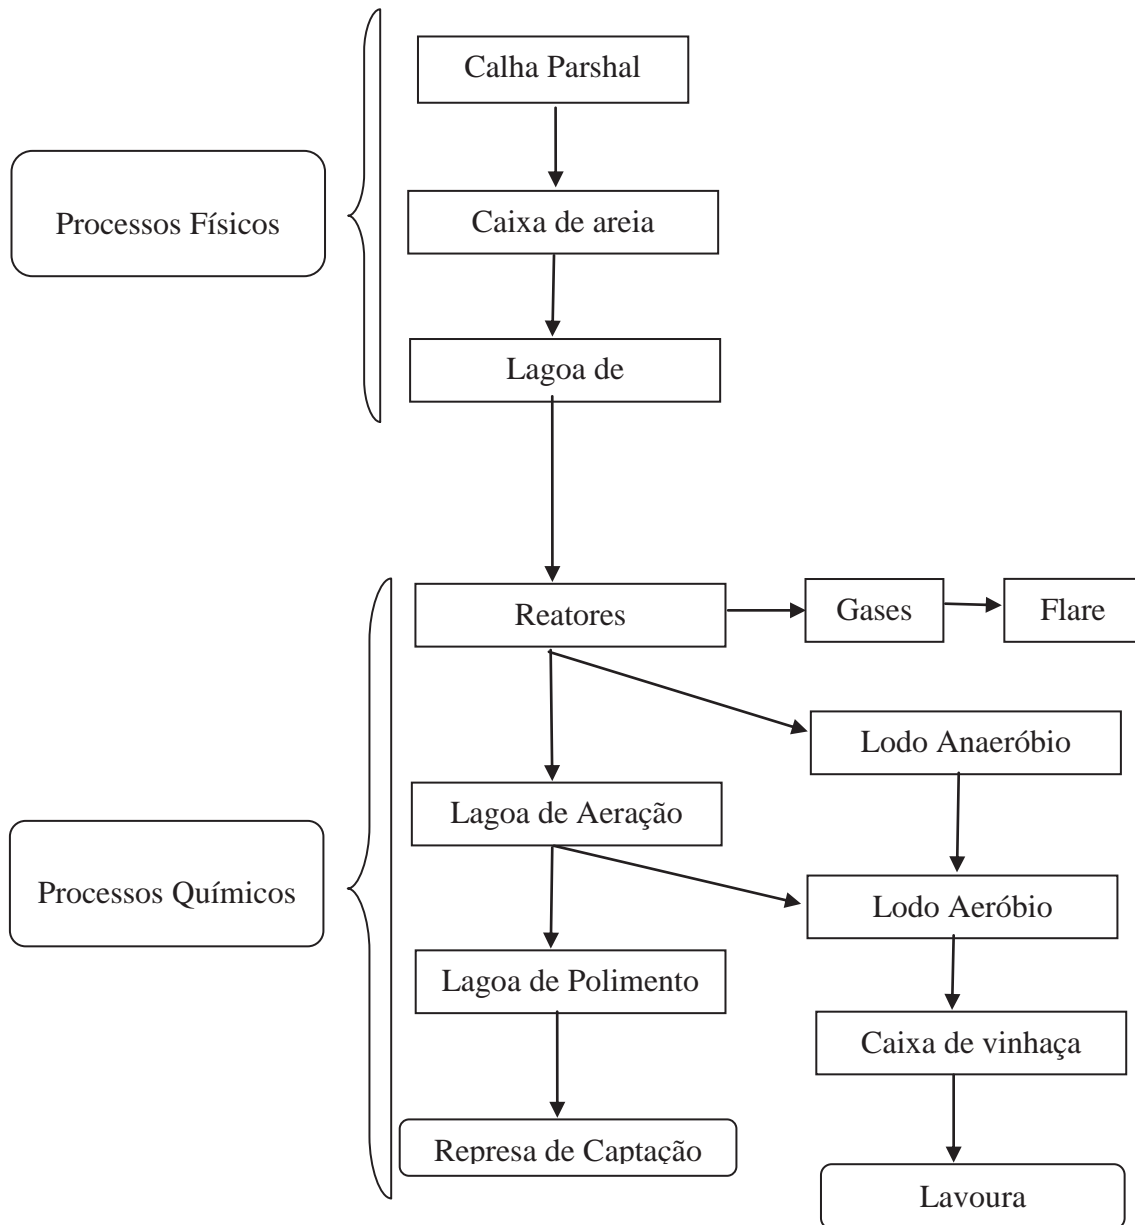 Calha Parshal
Processos Físicos
Caixa de areia
Lagoa de
Reatores
Gases
Flare
Lodo Anaeróbio
Lagoa de Aeração
Processos Químicos
Lodo Aeróbio
Lagoa de Polimento
Caixa de vinhaça
Represa de Captação
Lavoura